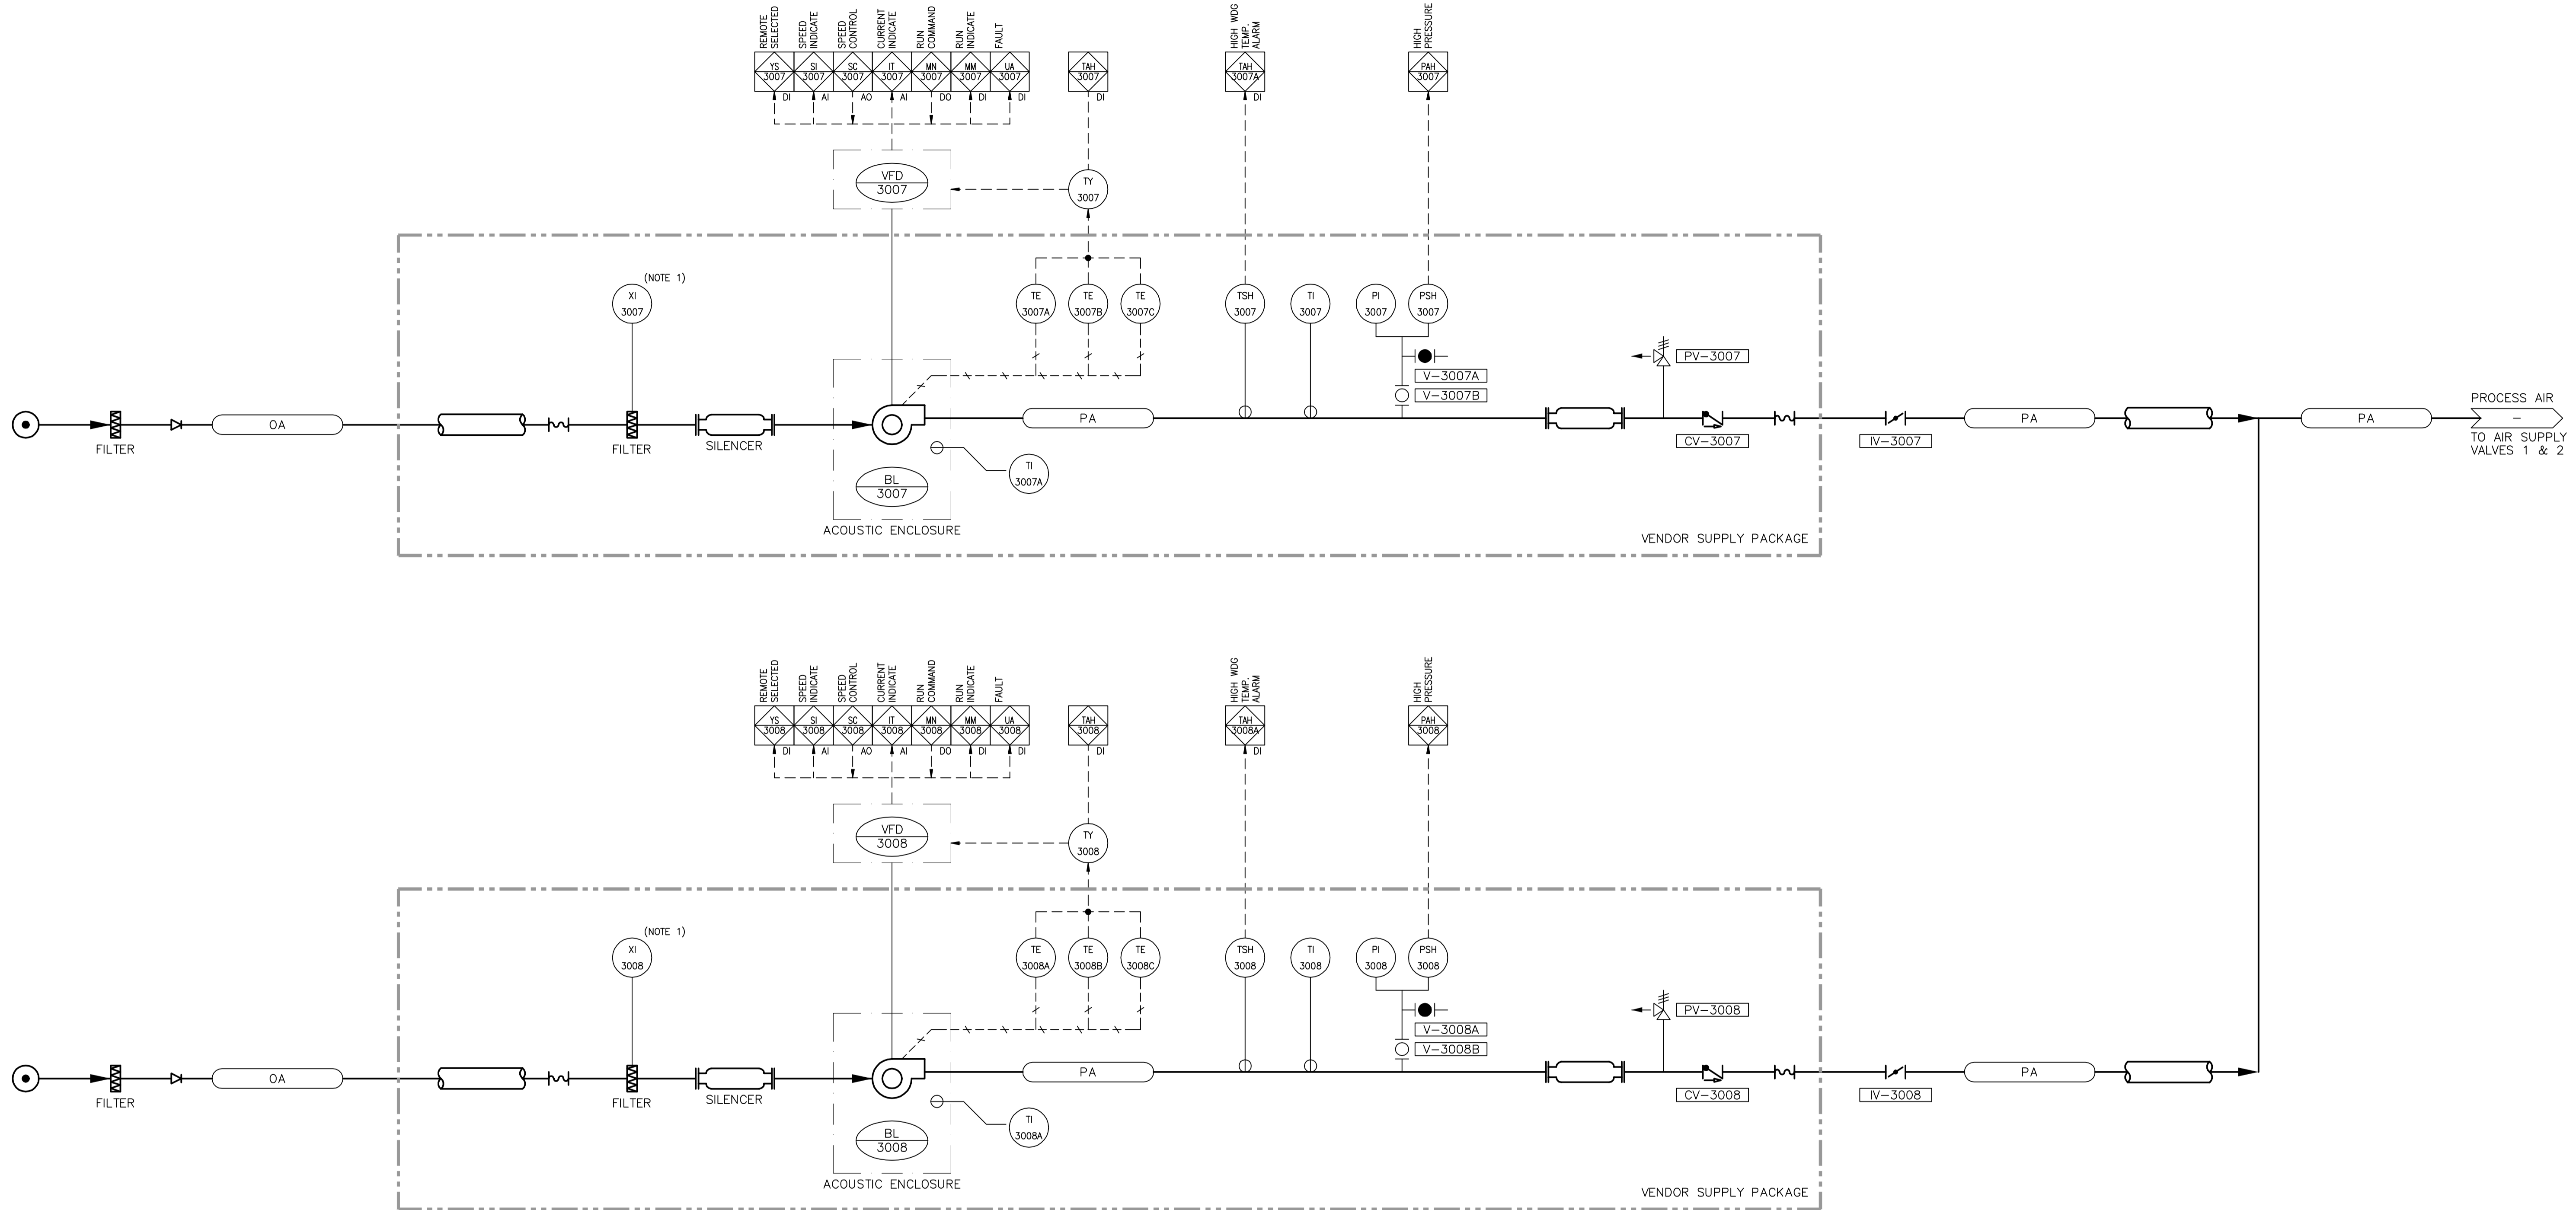 REMOTE
SELECTED
SPEED
INDICATE
SPEED
CONTROL
CURRENT
INDICATE
RUN
COMMAND
RUN
INDICATE
FAULT
HIGH WDG
TEMP.
ALARM
HIGH
PRESSURE
YS
3007
SI
3007
SC
3007
IT
3007
MN
3007
MM
3007
UA
3007
TAH
3007
TAH
3007A
PAH
3007
DI
AI
AO
AI
DO
DI
DI
DI
DI
VFD
3007
TY
3007
(NOTE 1)
XI
3007
TE
3007A
TE
3007B
TE
3007C
TSH
3007
TI
3007
PI
3007
PSH
3007
PV-3007
V-3007A
V-3007B
FILTER
OA
FILTER
SILENCER
PA
CV-3007
IV-3007
PA
PA
PROCESS AIR
-
TO AIR SUPPLY
VALVES 1 & 2
TI
3007A
BL
3007
ACOUSTIC ENCLOSURE
VENDOR SUPPLY PACKAGE
REMOTE
SELECTED
SPEED
INDICATE
SPEED
CONTROL
CURRENT
INDICATE
RUN
COMMAND
RUN
INDICATE
FAULT
HIGH WDG
TEMP.
ALARM
HIGH
PRESSURE
YS
3008
SI
3008
SC
3008
IT
3008
MN
3008
MM
3008
UA
3008
TAH
3008
TAH
3008A
PAH
3008
DI
AI
AO
AI
DO
DI
DI
DI
DI
VFD
3008
TY
3008
(NOTE 1)
XI
3008
TE
3008A
TE
3008B
TE
3008C
TSH
3008
TI
3008
PI
3008
PSH
3008
PV-3008
V-3008A
V-3008B
FILTER
OA
FILTER
SILENCER
PA
CV-3008
IV-3008
PA
TI
3008A
BL
3008
ACOUSTIC ENCLOSURE
VENDOR SUPPLY PACKAGE